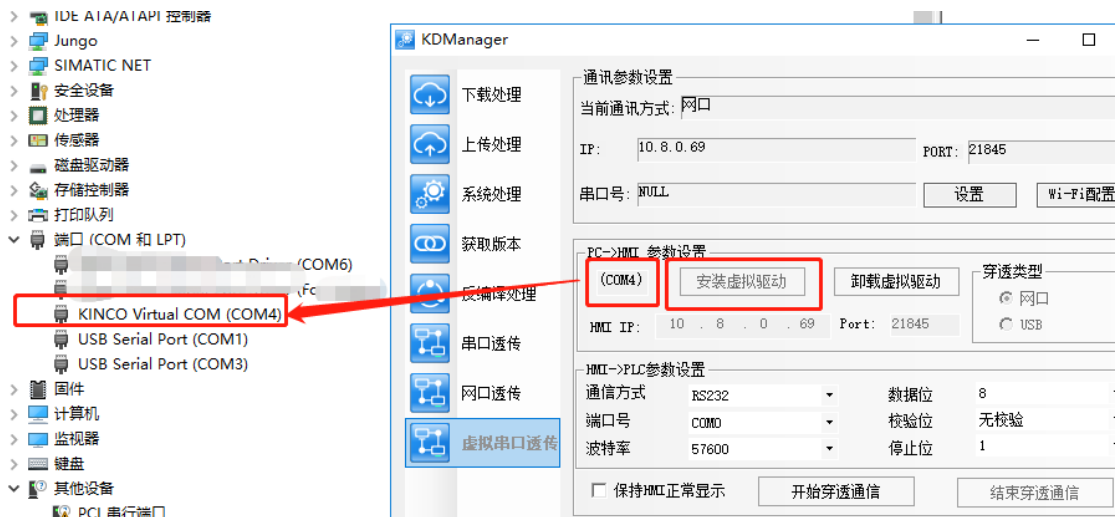 IDE ATA/ATAPI 控制器
Jungo
SIMATIC NET
安全设备
处理器
传感器
磁盘驱动器
存储控制器
打印队列
端口 (COM 和 LPT)
(COM6)
KINCO Virtual COM (COM4)
USB Serial Port (COM1)
USB Serial Port (COM3)
固件
计算机
监视器
键盘
其他设备
PCI 串行端口
KDManager
下载处理
上传处理
系统处理
获取版本
反编译处理
串口透传
网口透传
虚拟串口透传
通讯参数设置
当前通讯方式: 网口
IP: 10.8.0.69 PORT: 21845
串口号: NULL 设置 Wi-Fi配置
PC->HMI 参数设置
(COM4) 安装虚拟驱动 卸载虚拟驱动
穿透类型
网口
USB
HMI IP: 10 . 8 . 0 . 69 Port: 21845
HMI->PLC参数设置
通信方式 RS232 数据位 8
端口号 COM0 校验位 无校验
波特率 57600 停止位 1
保持HMI正常显示 开始穿透通信 结束穿透通信